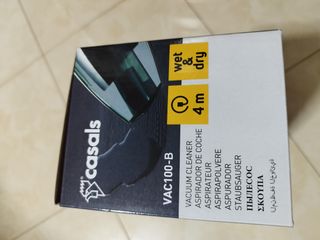 casals
VAC100-B
wet &
dry
4 m
VACUUM CLEANER
ASPIRADOR DE COCHE
ASPIRATEUR
ASPIRAPOLVERE
ASPIRADOR
STAUBSAUGER
ПЫЛЕСОС
ΣΚΟΥΠΑ